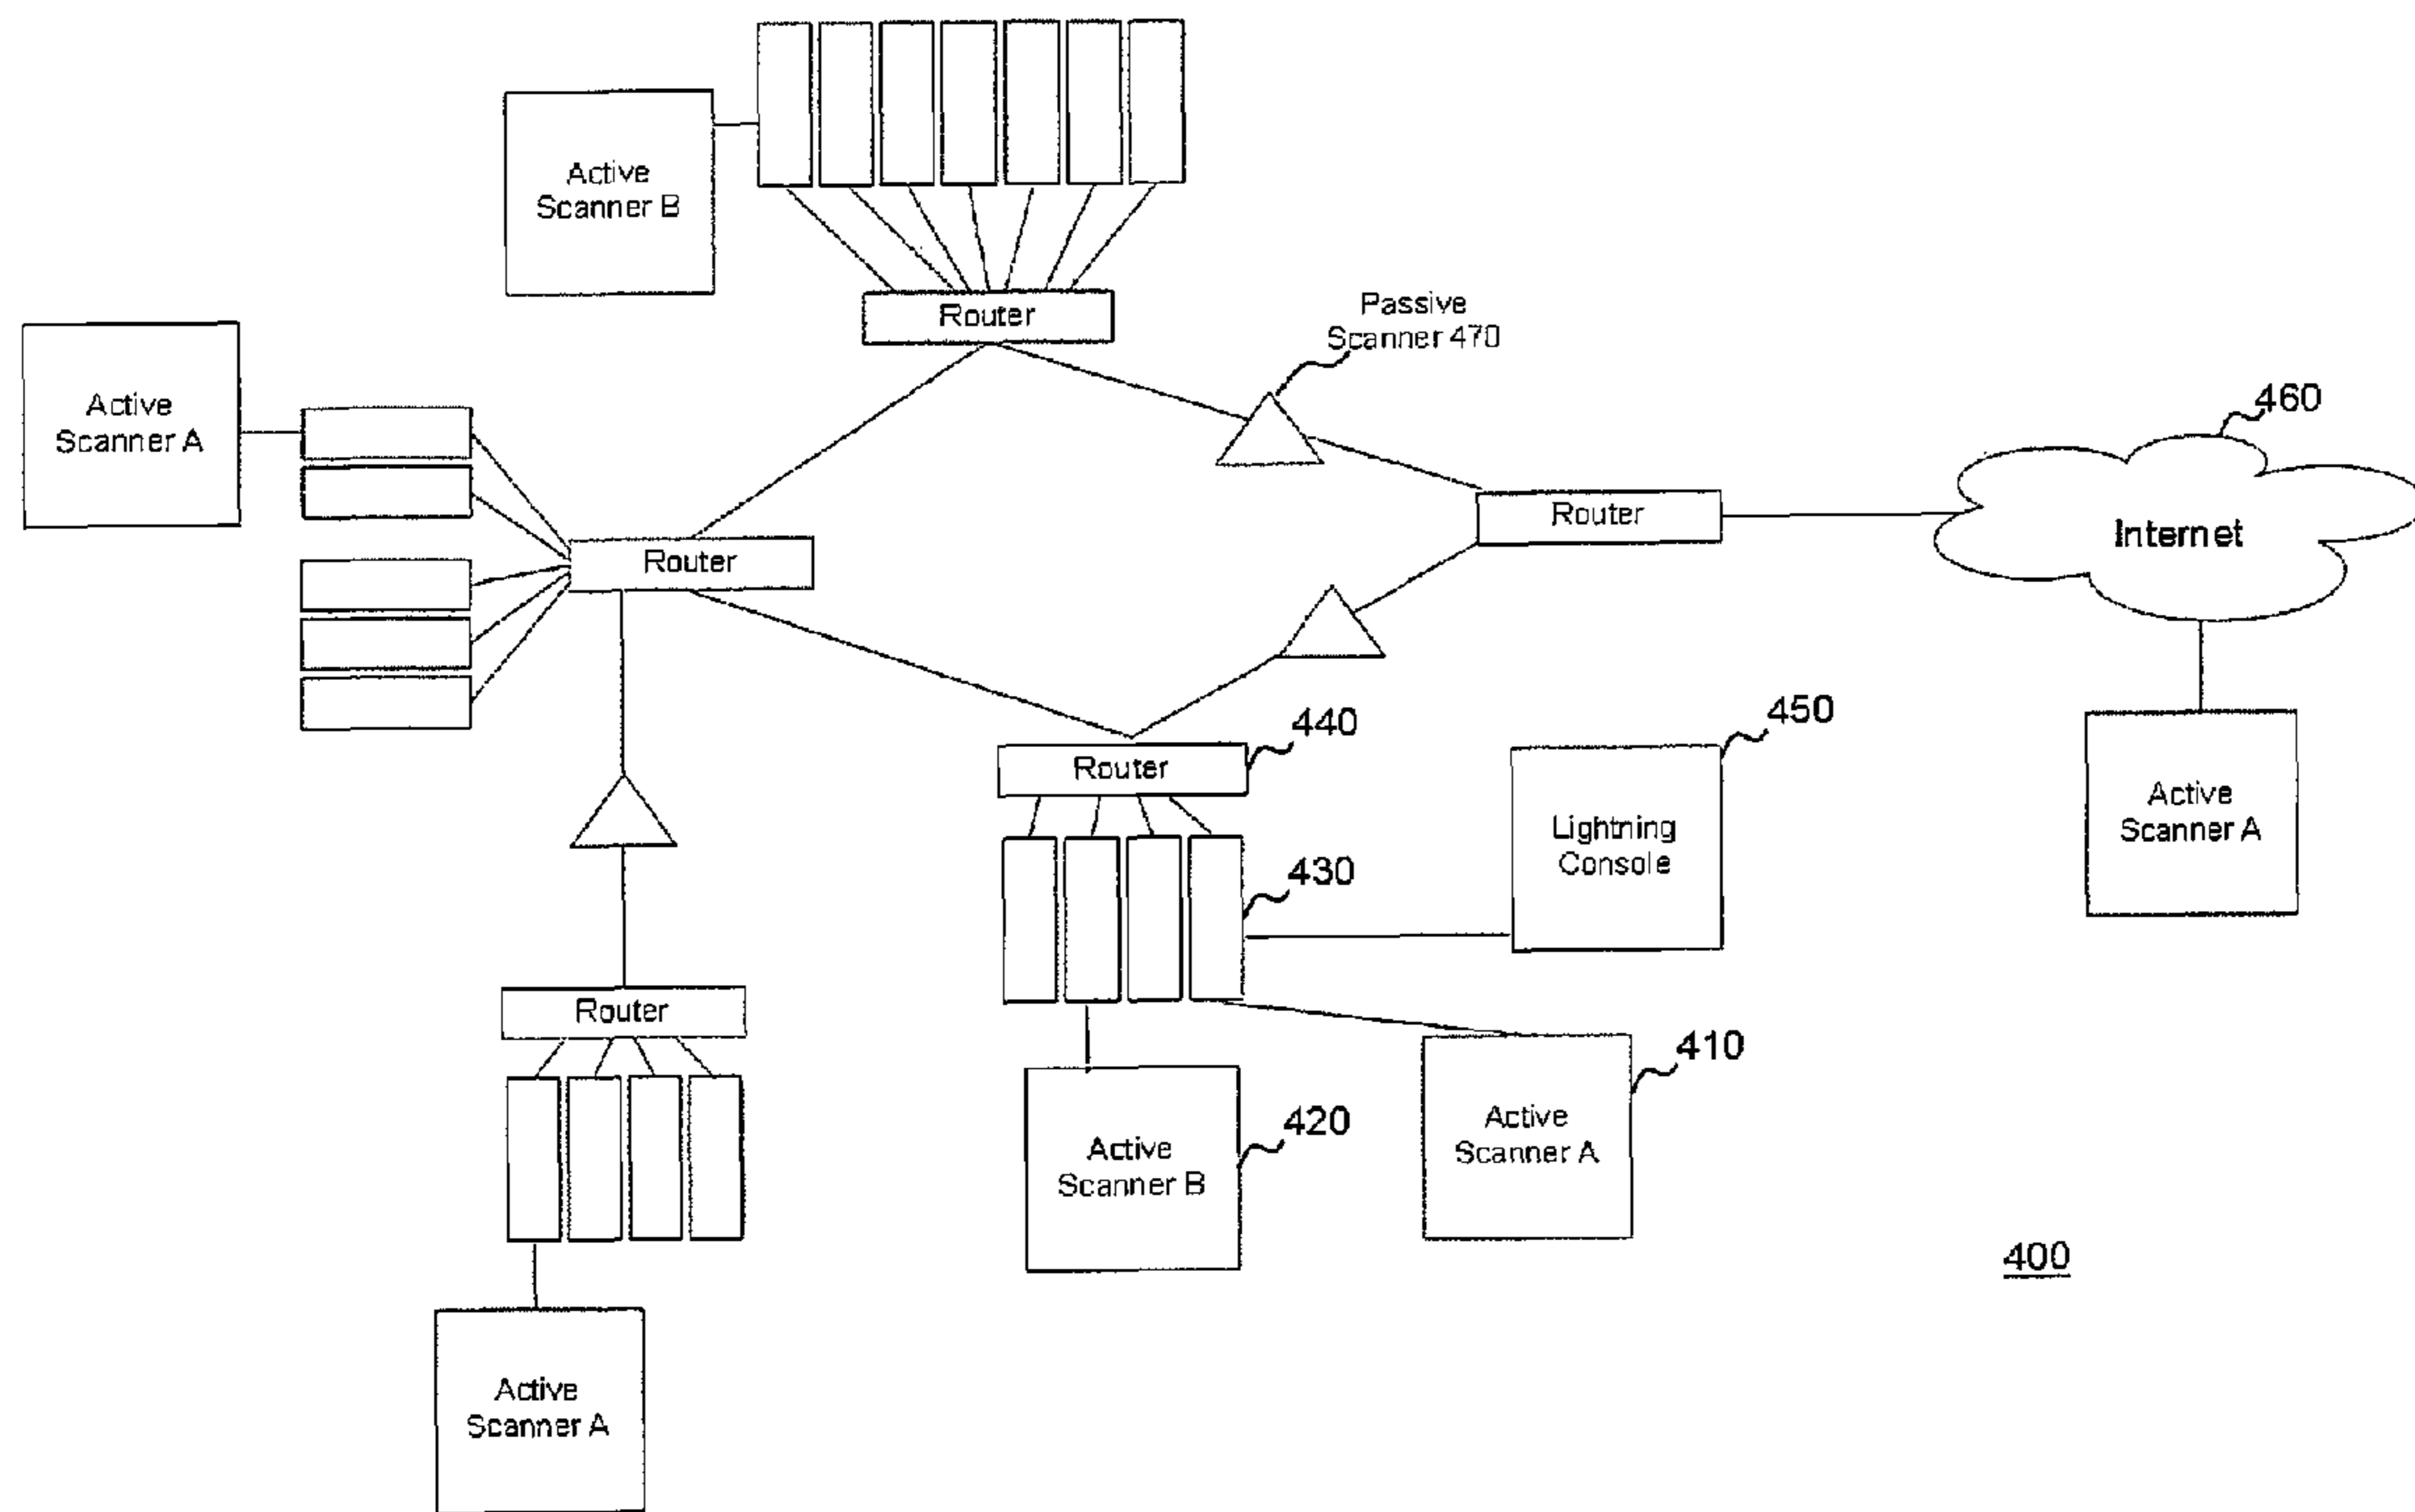 Active
Scanner B
Router
Passive
Scanner 470
Active
Scanner A
460
Router
Internet
Router
440
Router
450
Lightning
Console
Active
Scanner A
430
Router
410
Active
Scanner A
420
Active
Scanner B
400
Active
Scanner A